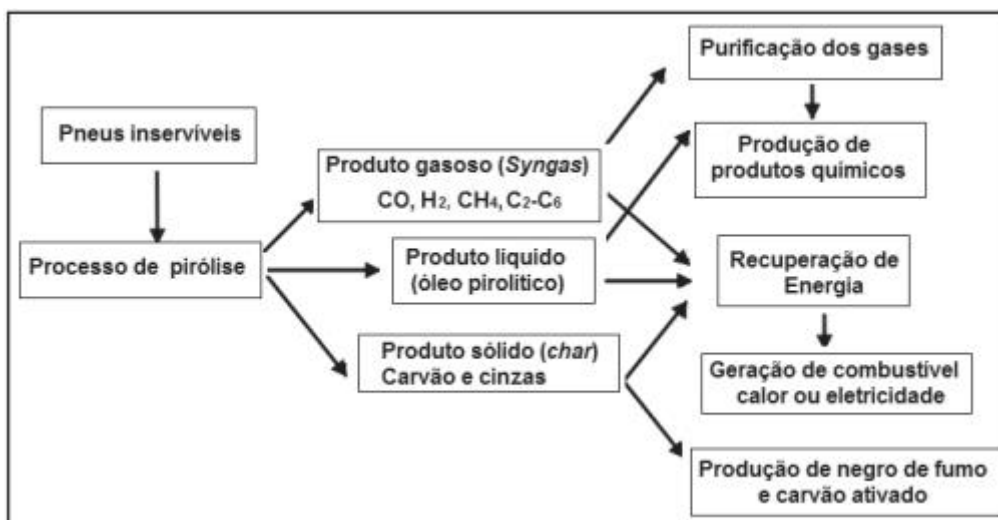 Pneus inservíveis
Processo de pirólise
Produto gasoso (Syngas)
CO, H2, CH4, C2-C6
Produto líquido
(óleo pirolítico)
Produto sólido (char)
Carvão e cinzas
Purificação dos gases
Produção de
produtos químicos
Recuperação de
Energia
Geração de combustível
calor ou eletricidade
Produção de negro de fumo
e carvão ativado